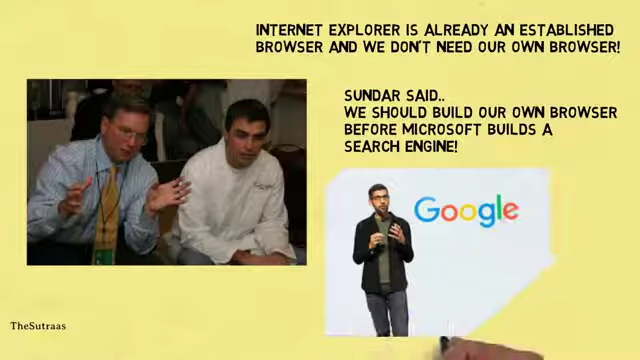 INTERNET EXPLORER IS ALREADY AN ESTABLISHED
BROWSER AND WE DON'T NEED OUR OWN BROWSER!
SUNDAR SAID..
WE SHOULD BUILD OUR OWN BROWSER
BEFORE MICROSOFT BUILDS A
SEARCH ENGINE!
Google
TheSutraas